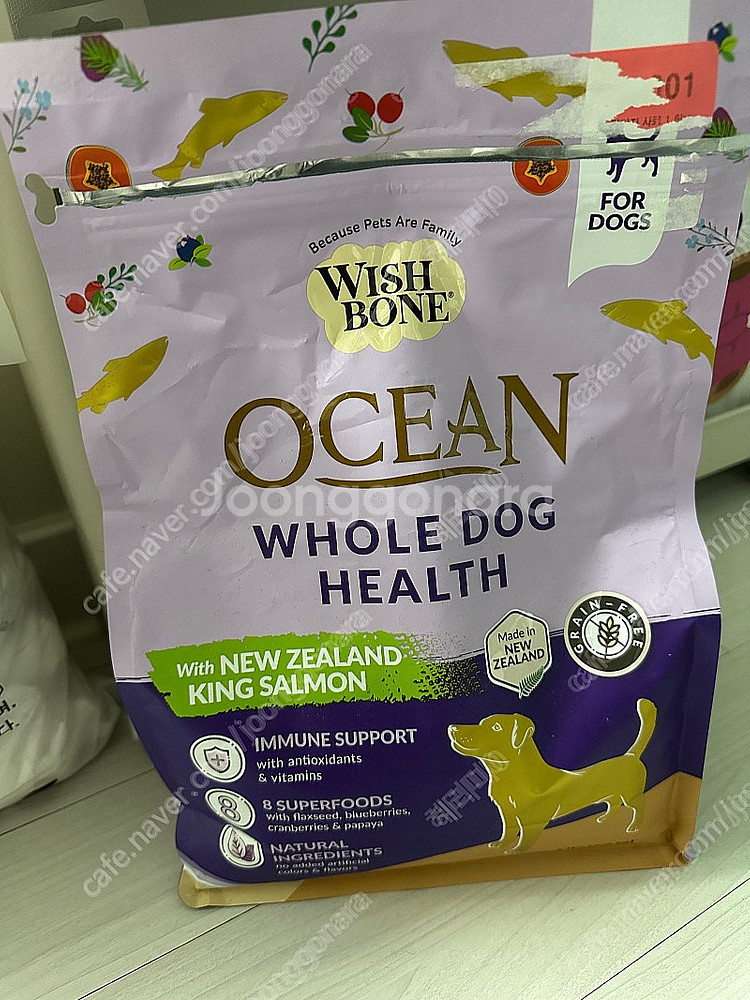 301
FOR
DOGS
Because Pets Are Family
WISH
BONE®
OCEAN
Joonggonara
WHOLE DOG
HEALTH
GRAIN-FREE
Made in
NEW
ZEALAND
With NEW ZEALAND
KING SALMON
IMMUNE SUPPORT
with antioxidants
& vitamins
8
8 SUPERFOODS
with flaxseed, blueberries,
cranberries & papaya
NATURAL
INGREDIENTS
no added artificial
colors & flavors
cafe.naver.com/joonggonara